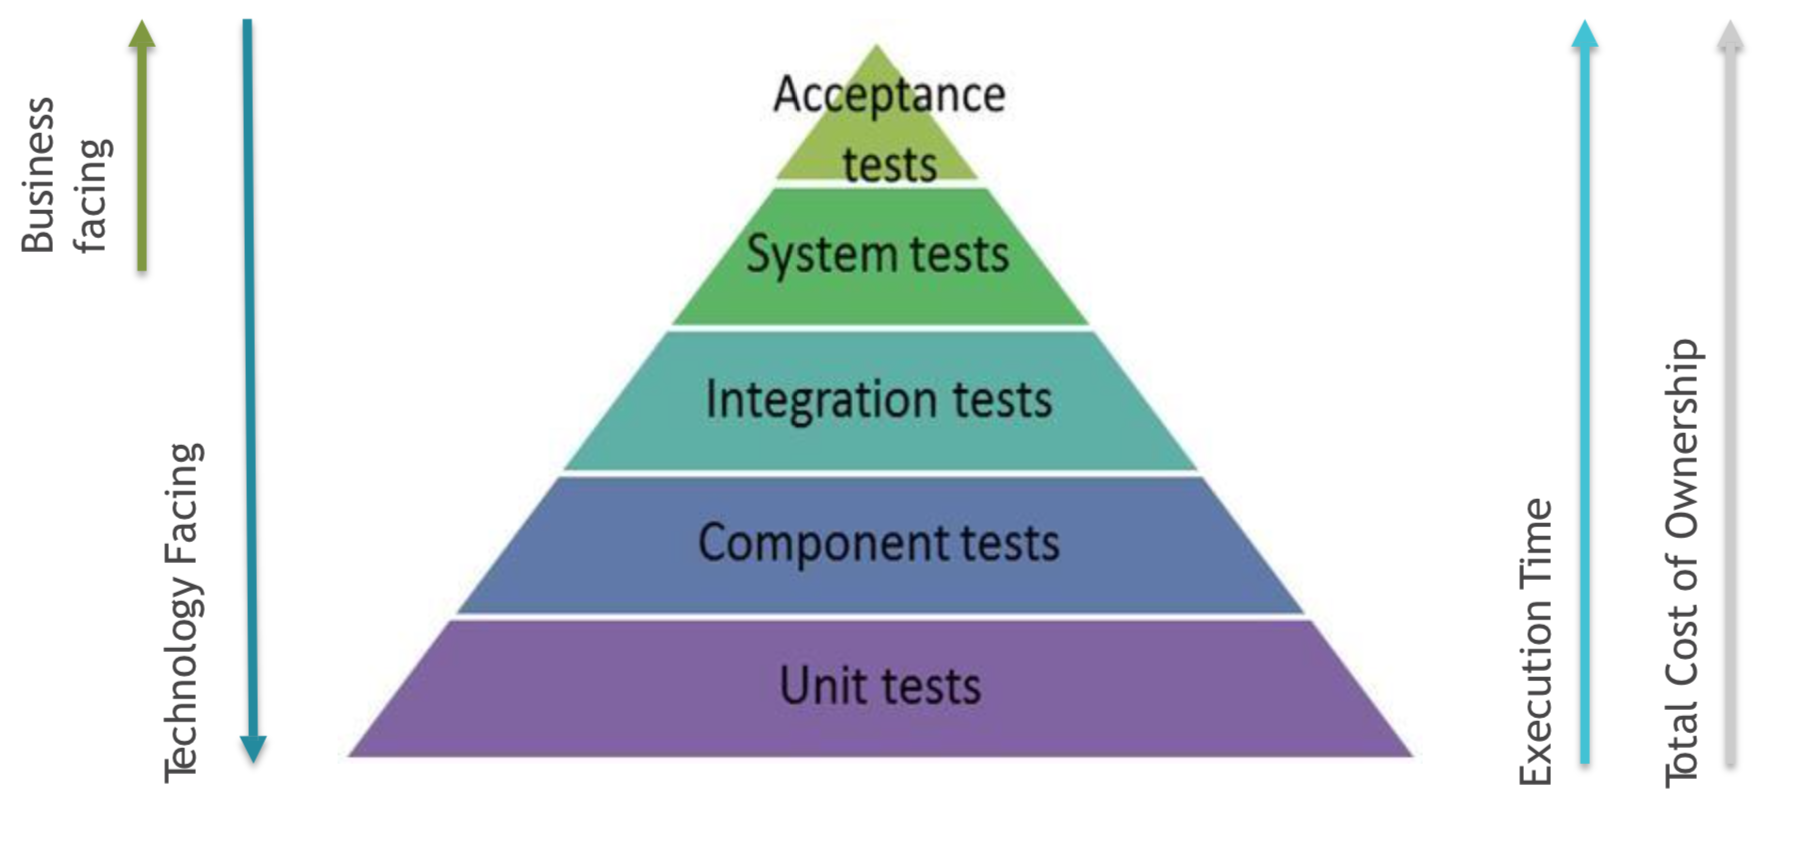 Business
facing
Technology Facing
Acceptance
tests
System tests
Integration tests
Component tests
Unit tests
Execution Time
Total Cost of Ownership